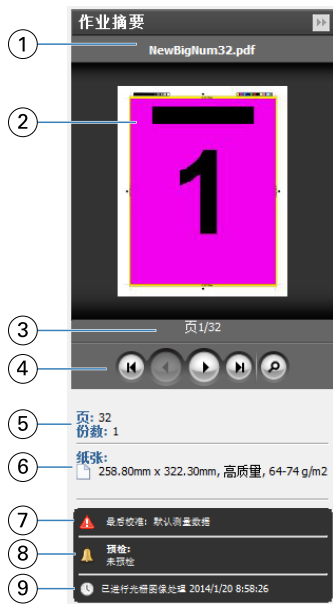 作业摘要
1
NewBigNum32.pdf
2
1
3
页1/32
4
5
页: 32
份数: 1
6
纸张:
258.80mm x 322.30mm, 高质量, 64-74 g/m2
7
最后校准: 默认测量数据
8
预检:
未预检
9
已进行光栅图像处理 2014/1/20 8:58:26